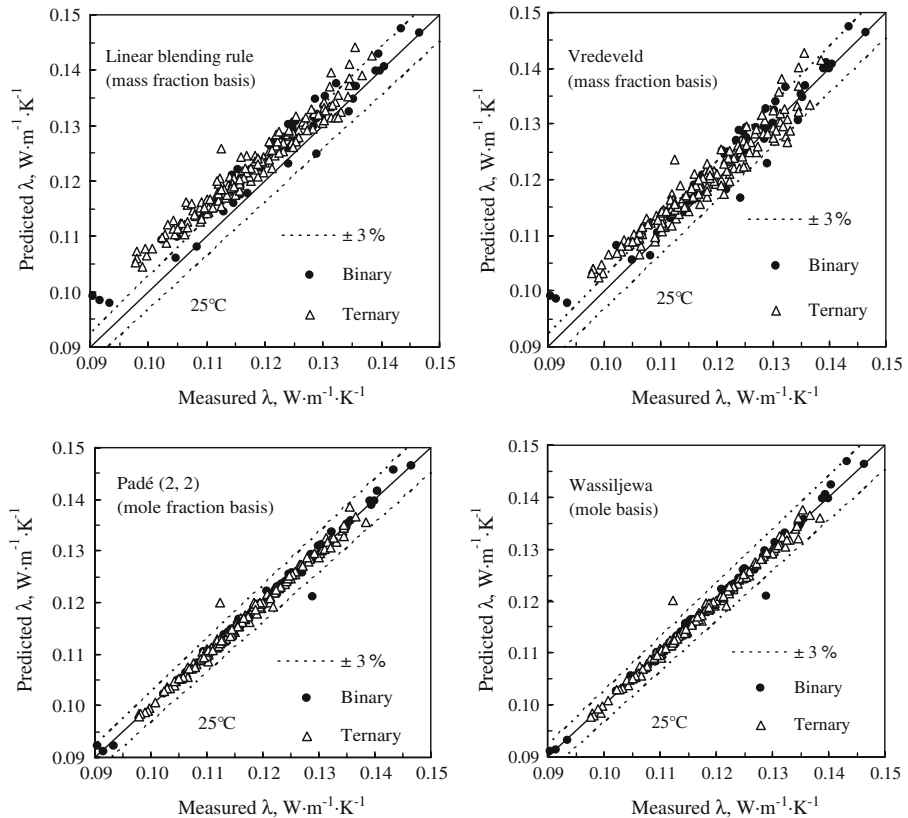 0.15
0.14
0.13
0.12
0.11
0.10
0.09
Predicted λ, W·m⁻¹·K⁻¹
Linear blending rule
(mass fraction basis)
± 3 %
Binary
Ternary
25°C
0.09 0.10 0.11 0.12 0.13 0.14 0.15
Measured λ, W·m⁻¹·K⁻¹
0.15
0.14
0.13
0.12
0.11
0.10
0.09
Predicted λ, W·m⁻¹·K⁻¹
Vredeveld
(mass fraction basis)
± 3 %
Binary
Ternary
25°C
0.09 0.10 0.11 0.12 0.13 0.14 0.15
Measured λ, W·m⁻¹·K⁻¹
0.15
0.14
0.13
0.12
0.11
0.10
0.09
Predicted λ, W·m⁻¹·K⁻¹
Padé (2, 2)
(mole fraction basis)
± 3 %
Binary
Ternary
25°C
0.09 0.10 0.11 0.12 0.13 0.14 0.15
Measured λ, W·m⁻¹·K⁻¹
0.15
0.14
0.13
0.12
0.11
0.10
0.09
Predicted λ, W·m⁻¹·K⁻¹
Wassiljewa
(mole basis)
± 3 %
Binary
Ternary
25°C
0.09 0.10 0.11 0.12 0.13 0.14 0.15
Measured λ, W·m⁻¹·K⁻¹